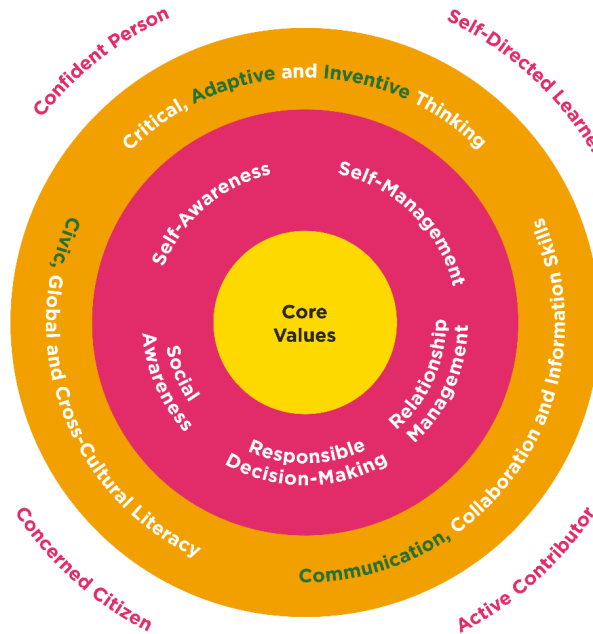 Confident Person
Self-Directed Learner
Critical, Adaptive and Inventive Thinking
Self-Awareness
Self-Management
Civic, Global and Cross-Cultural Literacy
Communication, Collaboration and Information Skills
Core
Values
Social
Awareness
Relationship
Management
Responsible
Decision-Making
Concerned Citizen
Active Contributor